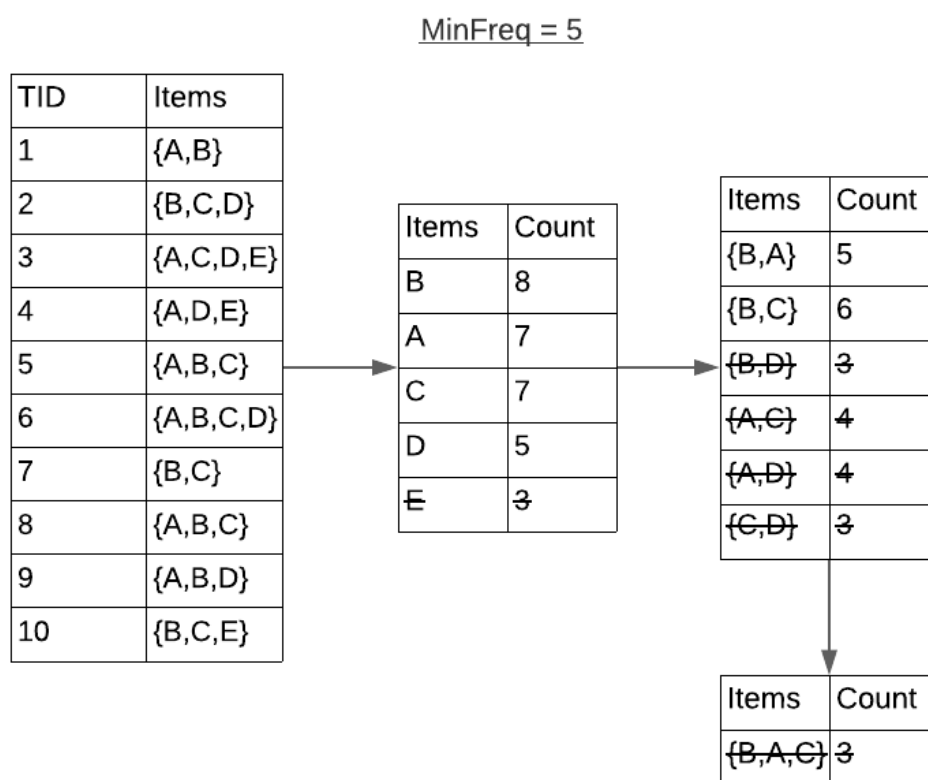 MinFreq = 5
TID Items
1 {A,B}
2 {B,C,D}
3 {A,C,D,E}
4 {A,D,E}
5 {A,B,C}
6 {A,B,C,D}
7 {B,C}
8 {A,B,C}
9 {A,B,D}
10 {B,C,E}
Items Count
B 8
A 7
C 7
D 5
E 3
Items Count
{B,A} 5
{B,C} 6
{B,D} 3
{A,C} 4
{A,D} 4
{C,D} 3
Items Count
{B,A,C} 3